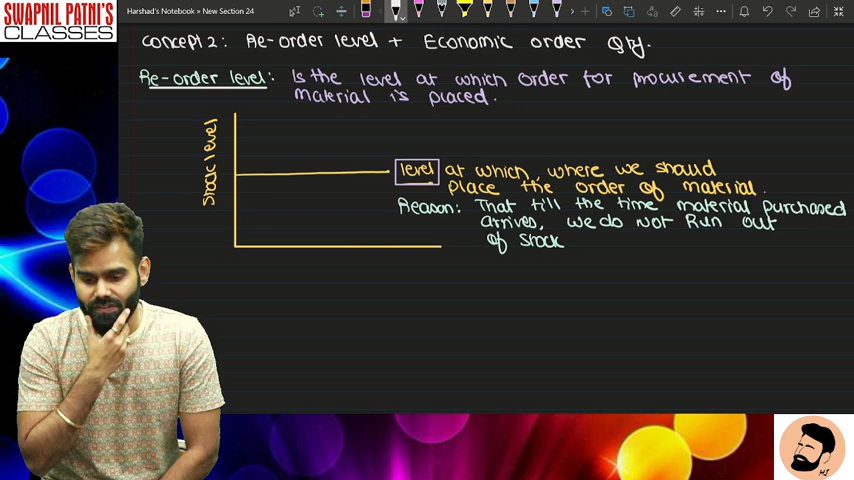 SWAPNIL PATNI'S
CLASSES
Harshad's Notebook » New Section 24
Concept 2: Re-order level + Economic order Qty.
Re-order level: Is the level at which order for procurement of
material is placed.
Stock level
level at which, where we should
place the order of material.
Reason: That till the time material purchased
arrives, we do not Run out
of stock
HS